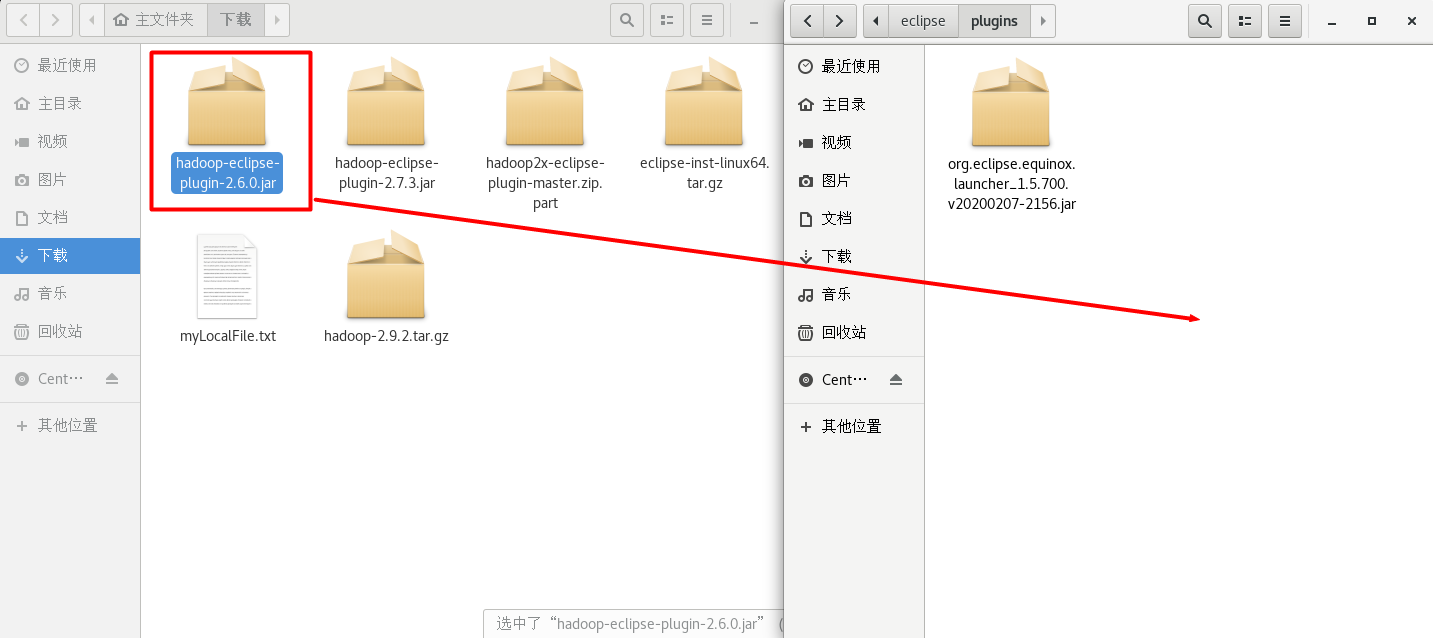 主文件夹
下载
最近使用
主目录
视频
图片
文档
下载
音乐
回收站
Cent⋯
其他位置
hadoop-eclipse-
plugin-2.6.0.jar
hadoop-eclipse-
plugin-2.7.3.jar
hadoop2x-eclipse-
plugin-master.zip.
part
eclipse-inst-linux64.
tar.gz
myLocalFile.txt
hadoop-2.9.2.tar.gz
选中了“hadoop-eclipse-plugin-2.6.0.jar” (
eclipse
plugins
最近使用
主目录
视频
图片
文档
下载
音乐
回收站
Cent⋯
其他位置
org.eclipse.equinox.
launcher_1.5.700.
v20200207-2156.jar